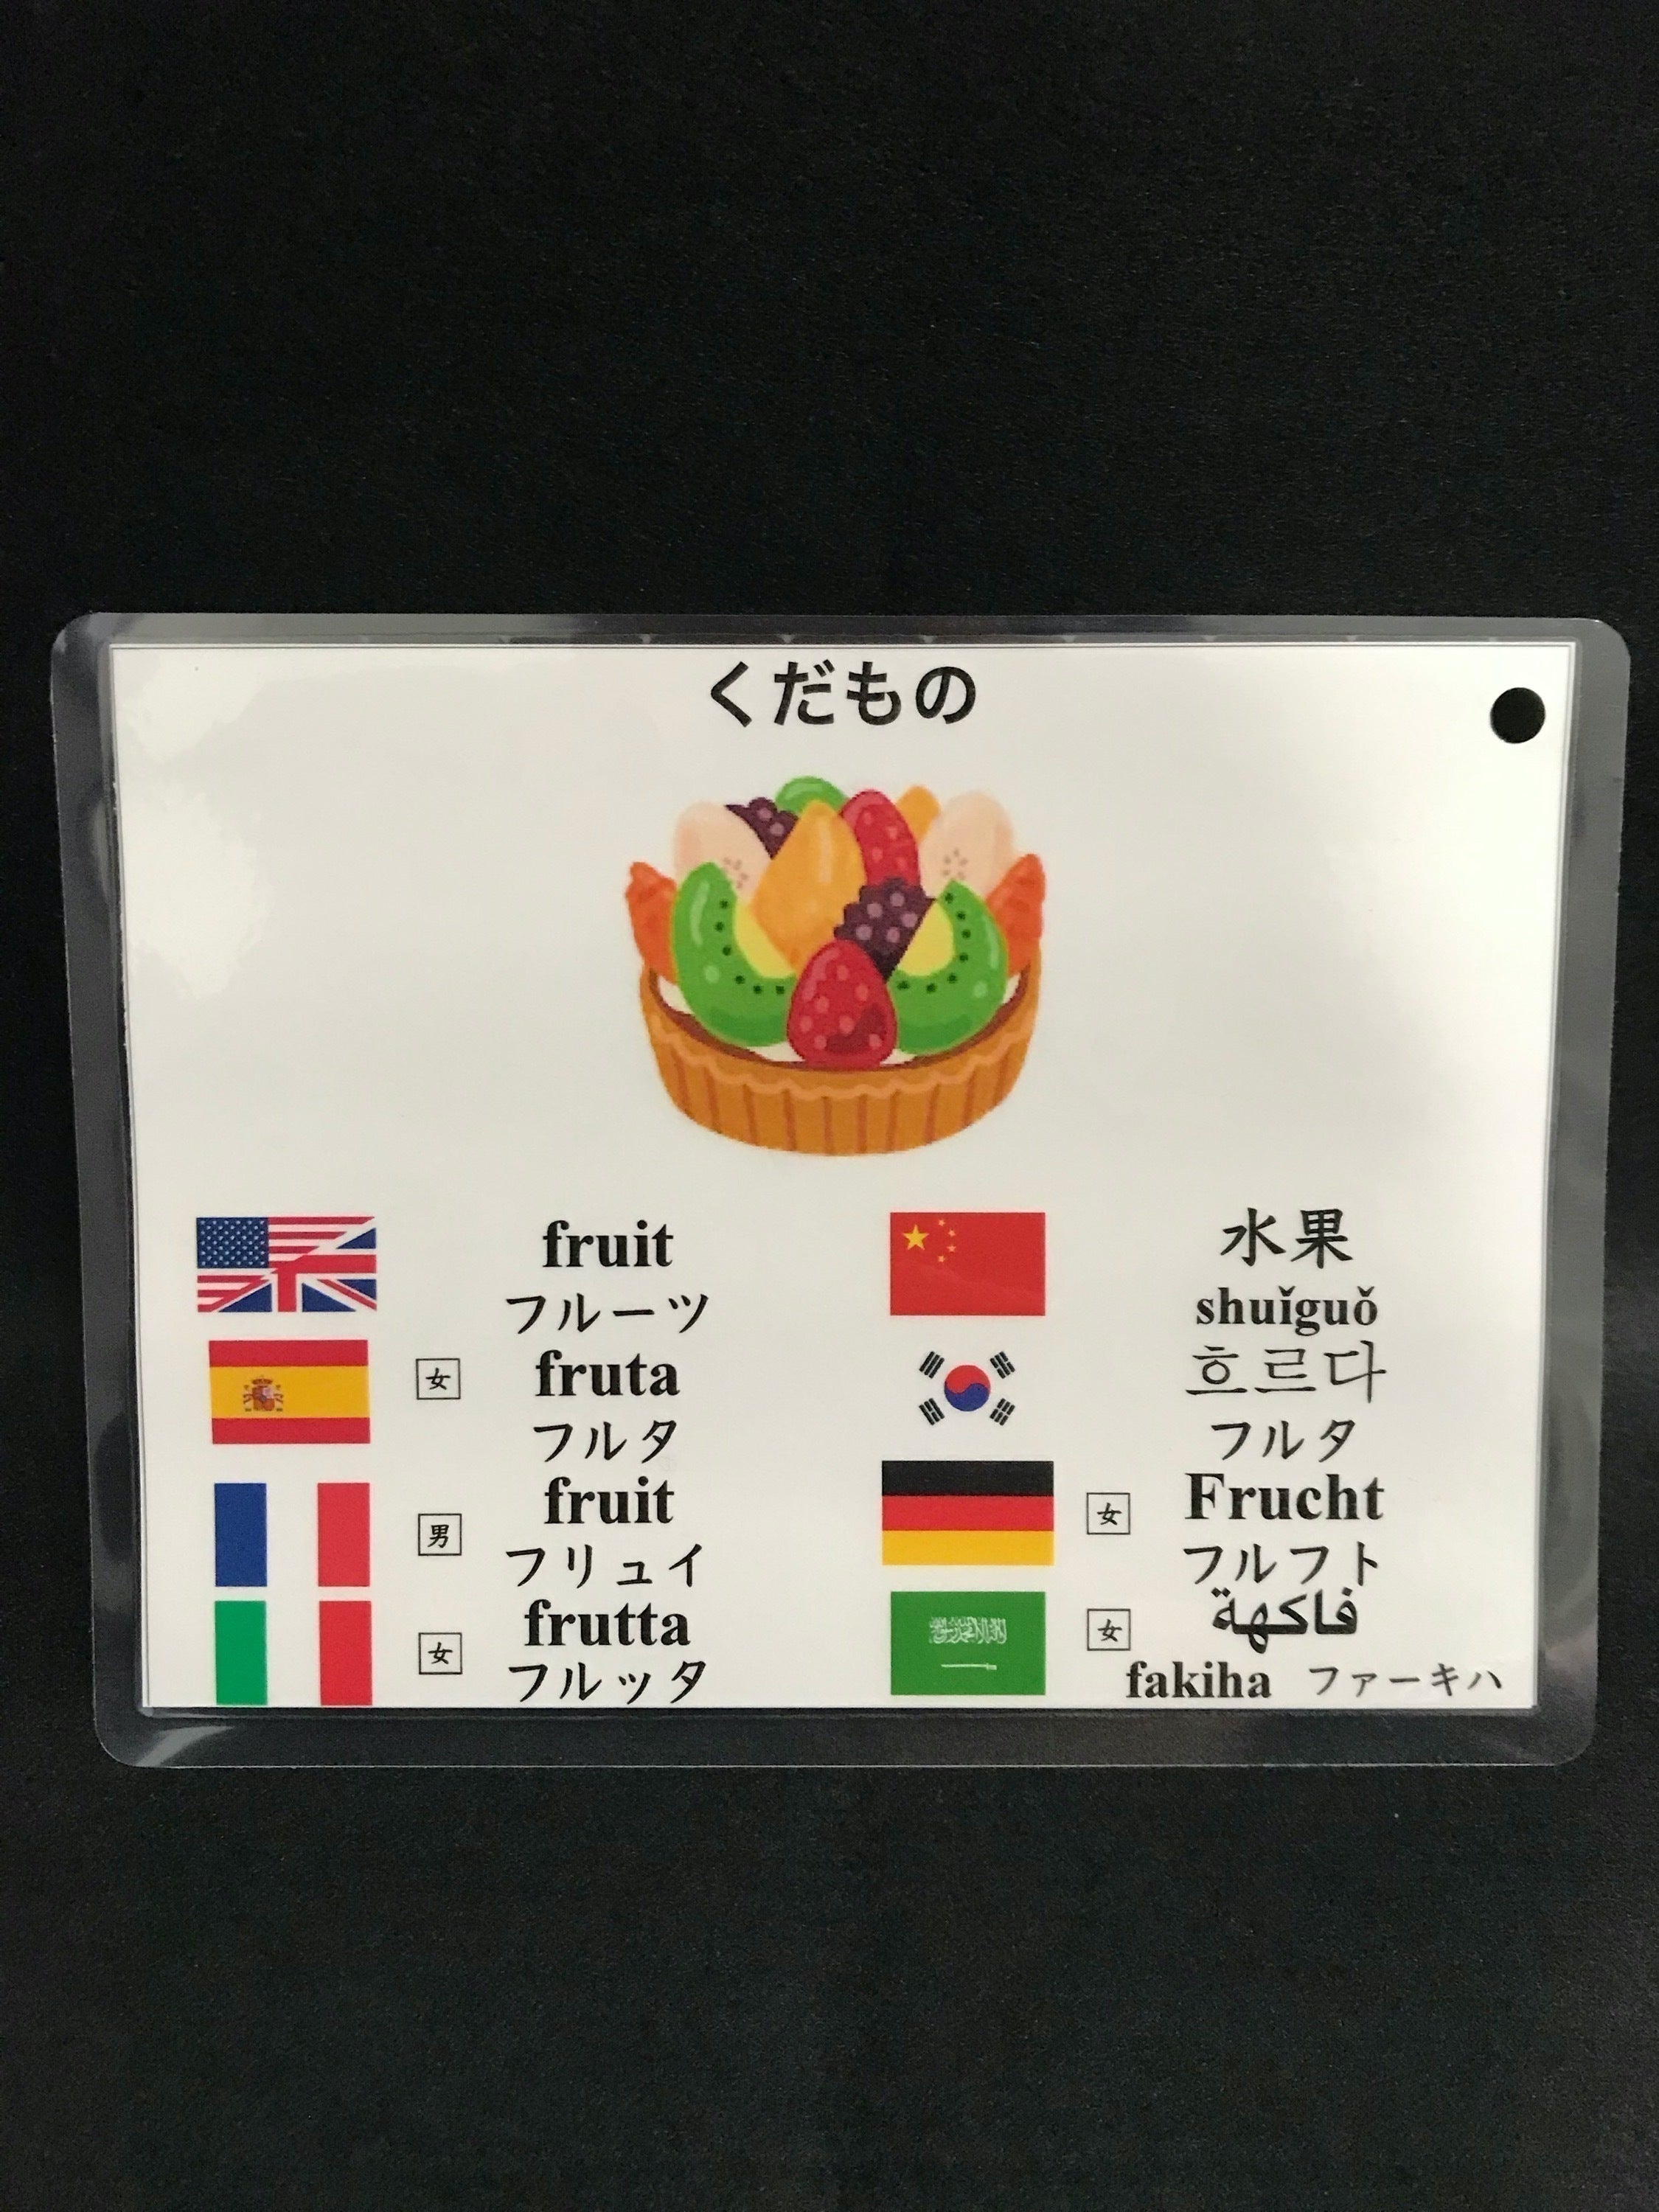 くだもの
fruit
フルーツ
女 fruta
フルタ
男 fruit
フリュイ
女 frutta
フルッタ
水果
shuǐguǒ
흐르다
フルタ
女 Frucht
フルフト
女 فاكهة
fakiha ファーキハ